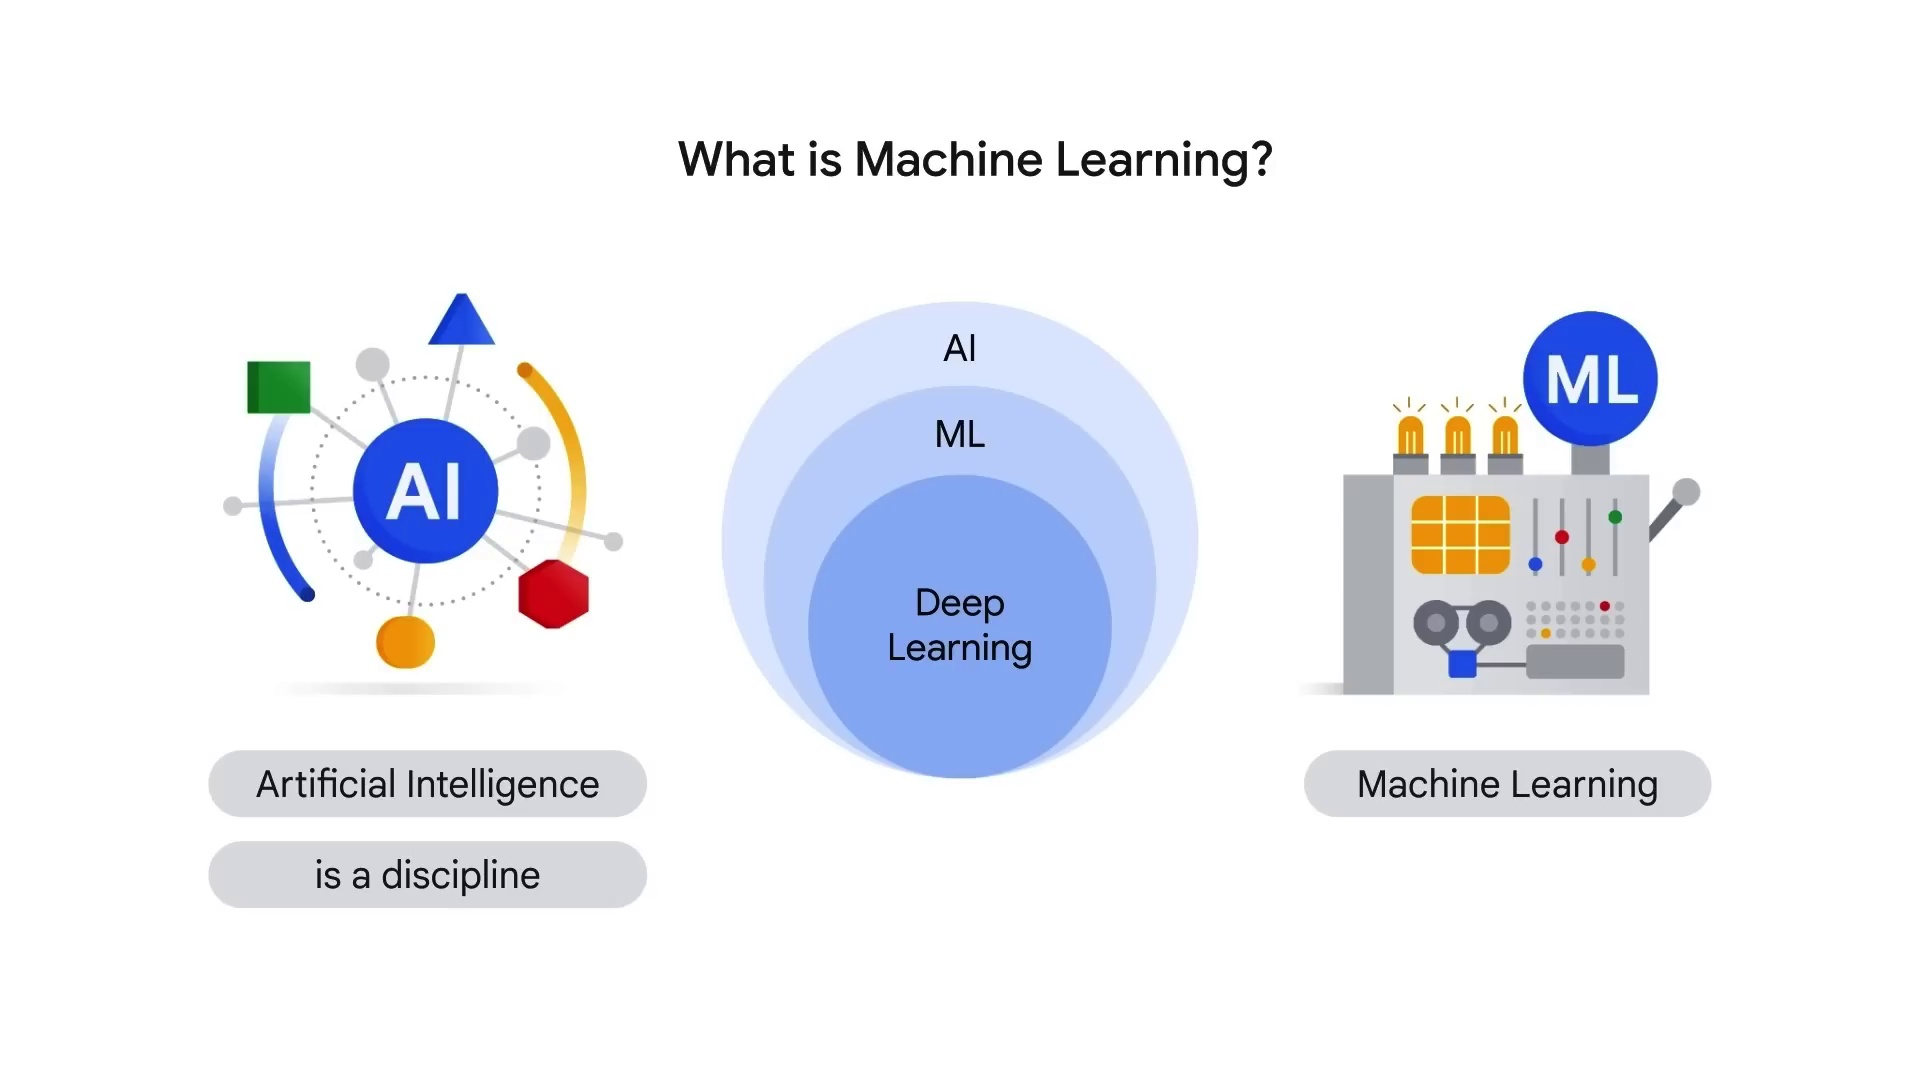 What is Machine Learning?
AI
Artificial Intelligence
is a discipline
AI
ML
Deep
Learning
ML
Machine Learning